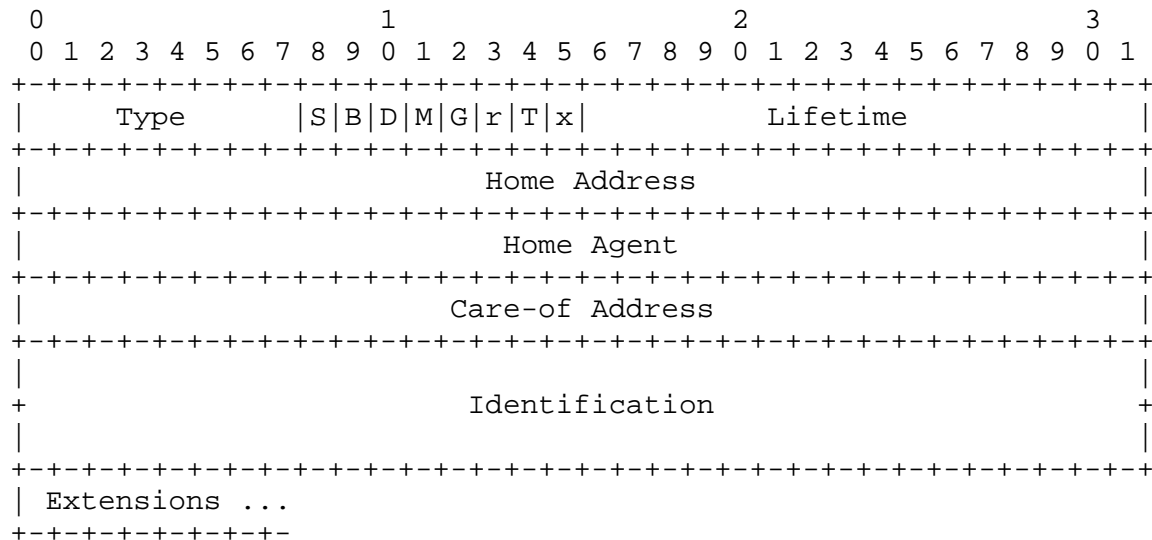 0                   1                   2                   3
 0 1 2 3 4 5 6 7 8 9 0 1 2 3 4 5 6 7 8 9 0 1 2 3 4 5 6 7 8 9 0 1
+-+-+-+-+-+-+-+-+-+-+-+-+-+-+-+-+-+-+-+-+-+-+-+-+-+-+-+-+-+-+-+-+
|     Type      |S|B|D|M|G|r|T|x|          Lifetime             |
+-+-+-+-+-+-+-+-+-+-+-+-+-+-+-+-+-+-+-+-+-+-+-+-+-+-+-+-+-+-+-+-+
|                          Home Address                         |
+-+-+-+-+-+-+-+-+-+-+-+-+-+-+-+-+-+-+-+-+-+-+-+-+-+-+-+-+-+-+-+-+
|                           Home Agent                          |
+-+-+-+-+-+-+-+-+-+-+-+-+-+-+-+-+-+-+-+-+-+-+-+-+-+-+-+-+-+-+-+-+
|                        Care-of Address                        |
+-+-+-+-+-+-+-+-+-+-+-+-+-+-+-+-+-+-+-+-+-+-+-+-+-+-+-+-+-+-+-+-+
|                                                               |
+                         Identification                        +
|                                                               |
+-+-+-+-+-+-+-+-+-+-+-+-+-+-+-+-+-+-+-+-+-+-+-+-+-+-+-+-+-+-+-+-+
| Extensions ...
+-+-+-+-+-+-+-+-